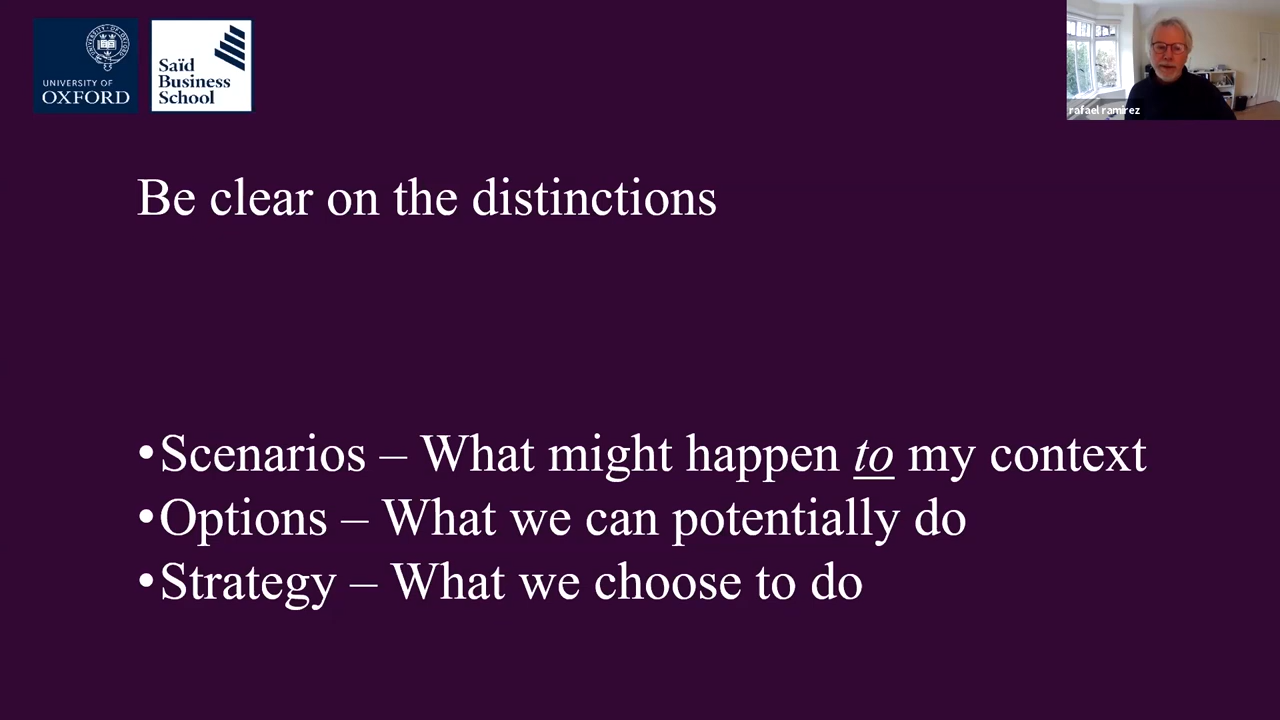 UNIVERSITY OF
OXFORD
Saïd
Business
School
rafael ramirez
Be clear on the distinctions
•Scenarios – What might happen to my context
•Options – What we can potentially do
•Strategy – What we choose to do